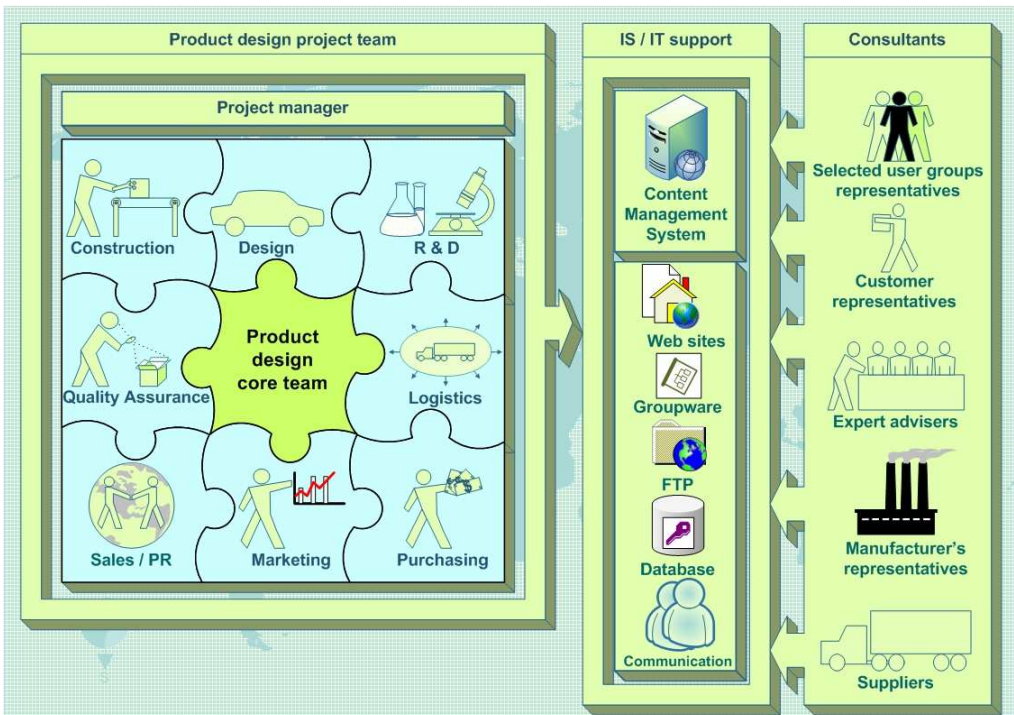 Product design project team
Project manager
Construction
Design
R & D
Quality Assurance
Product
design
core team
Logistics
Sales / PR
Marketing
Purchasing
IS / IT support
Content
Management
System
Web sites
Groupware
FTP
Database
Communication
Consultants
Selected user groups
representatives
Customer
representatives
Expert advisers
Manufacturer's
representatives
Suppliers